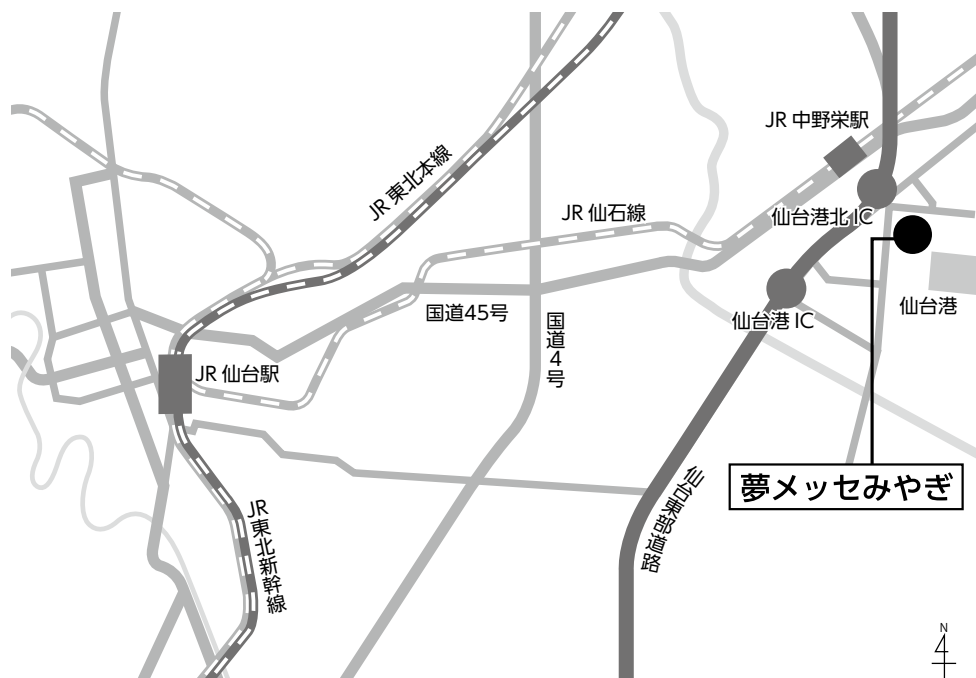 JR 中野栄駅
JR 東北本線
JR 仙石線
仙台港北 IC
仙台港
国道45号
国道4号
仙台港 IC
JR 仙台駅
夢メッセみやぎ
仙台東部道路
JR東北新幹線
N